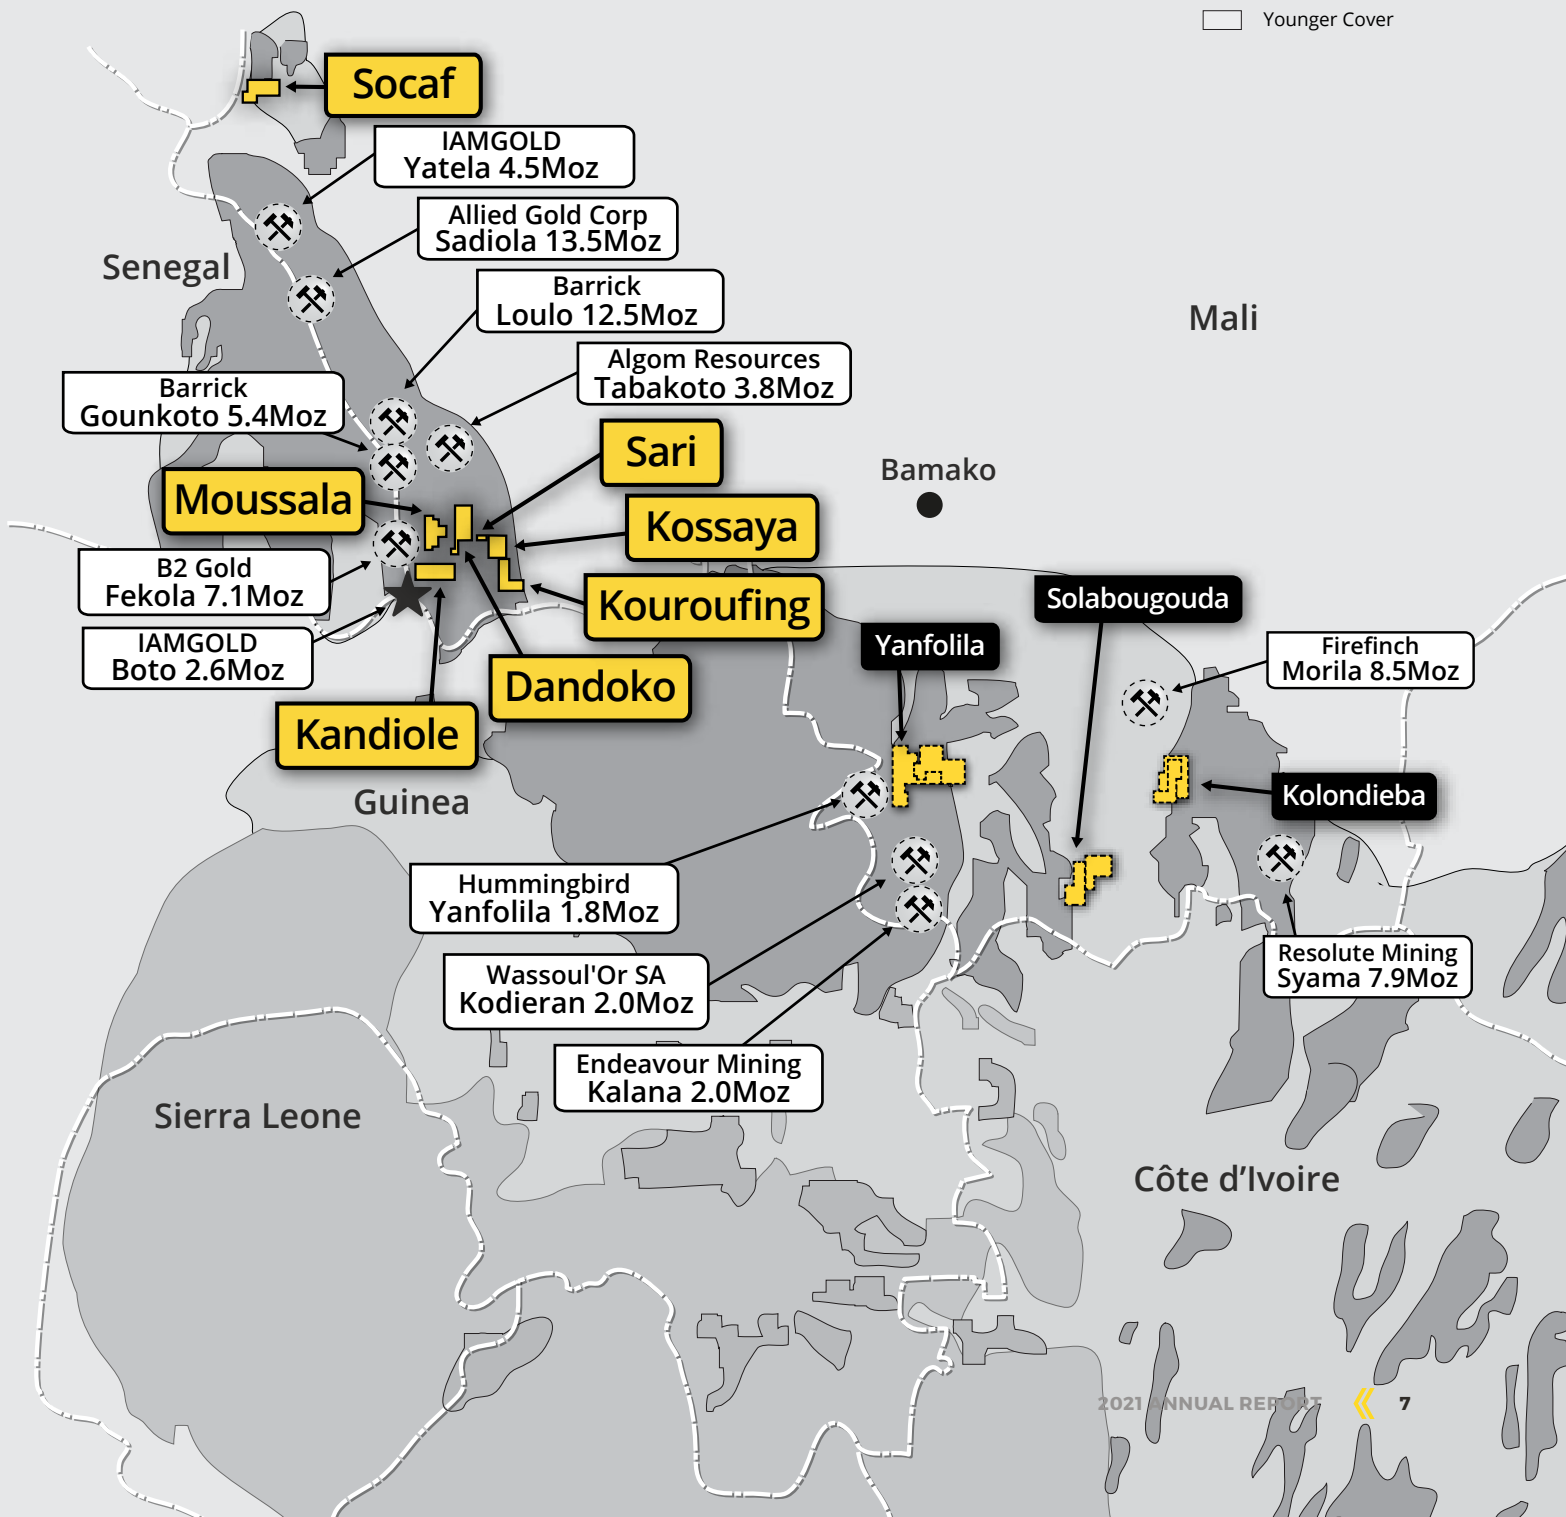 Younger Cover
Socaf
IAMGOLD
Yatela 4.5Moz
Allied Gold Corp
Sadiola 13.5Moz
Senegal
Barrick
Loulo 12.5Moz
Mali
Algom Resources
Tabakoto 3.8Moz
Barrick
Gounkoto 5.4Moz
Sari
Bamako
Moussala
Kossaya
B2 Gold
Fekola 7.1Moz
Kouroufing
Solabougouda
IAMGOLD
Boto 2.6Moz
Yanfolila
Firefinch
Morila 8.5Moz
Dandoko
Kandiole
Guinea
Kolondieba
Hummingbird
Yanfolila 1.8Moz
Wassoul'Or SA
Kodieran 2.0Moz
Resolute Mining
Syama 7.9Moz
Endeavour Mining
Kalana 2.0Moz
Sierra Leone
Côte d’Ivoire
2021 ANNUAL REPORT 7